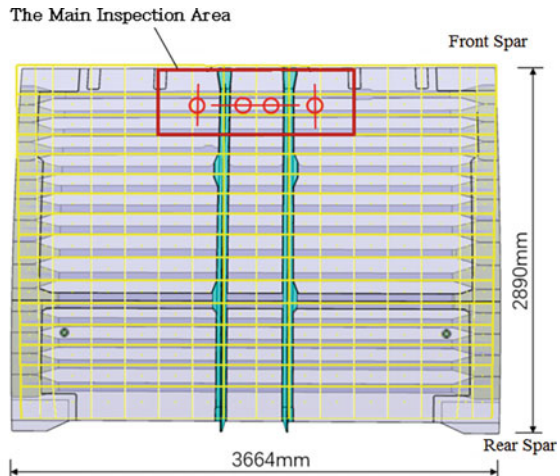 The Main Inspection Area
Front Spar
2890mm
Rear Spar
3664mm